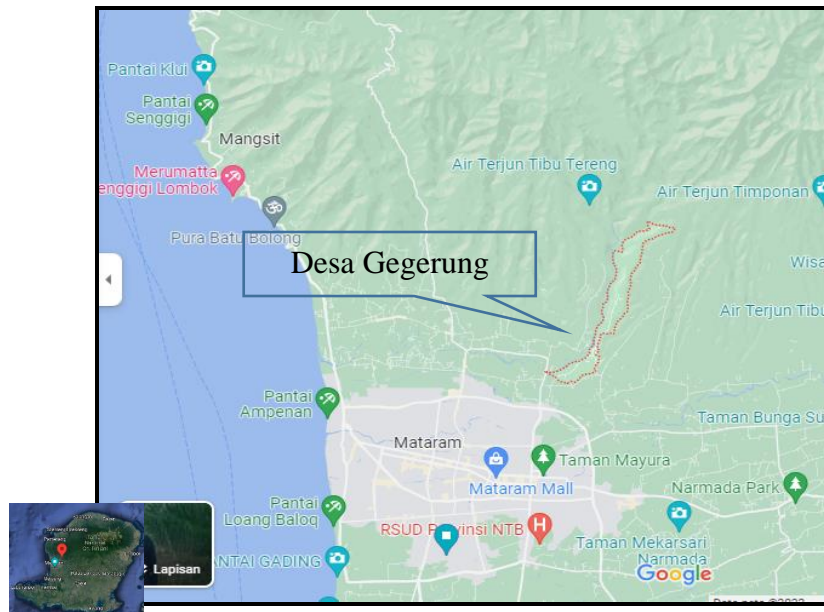 Pantai Klui
Pantai
Senggigi
Mangsit
Merumatta
enggigi Lombok
Pura Batu Bolong
Air Terjun Tibu Tereng
Air Terjun Timponan
Desa Gegerung
Wisa
Air Terjun Tibu
Pantai
Ampenan
Taman Bunga Su
Mataram
Taman Mayura
Mataram Mall
Narmada Park
Pantai
Loang Baloq
RSUD Provinsi NTB
H
Taman Mekarsari
Narmada
NTAI GADING
Lapisan
Google